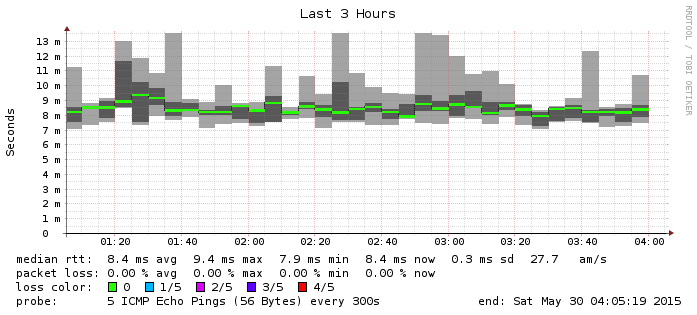 Last 3 Hours
RRDTOOL / TOBI OETIKER
Seconds
13 m
12 m
11 m
10 m
9 m
8 m
7 m
6 m
5 m
4 m
3 m
2 m
1 m
0
01:20 01:40 02:00 02:20 02:40 03:00 03:20 03:40 04:00
median rtt: 8.4 ms avg 9.4 ms max 7.9 ms min 8.4 ms now 0.3 ms sd 27.7 am/s
packet loss: 0.00 % avg 0.00 % max 0.00 % min 0.00 % now
loss color: 0 1/5 2/5 3/5 4/5
probe: 5 ICMP Echo Pings (56 Bytes) every 300s end: Sat May 30 04:05:19 2015